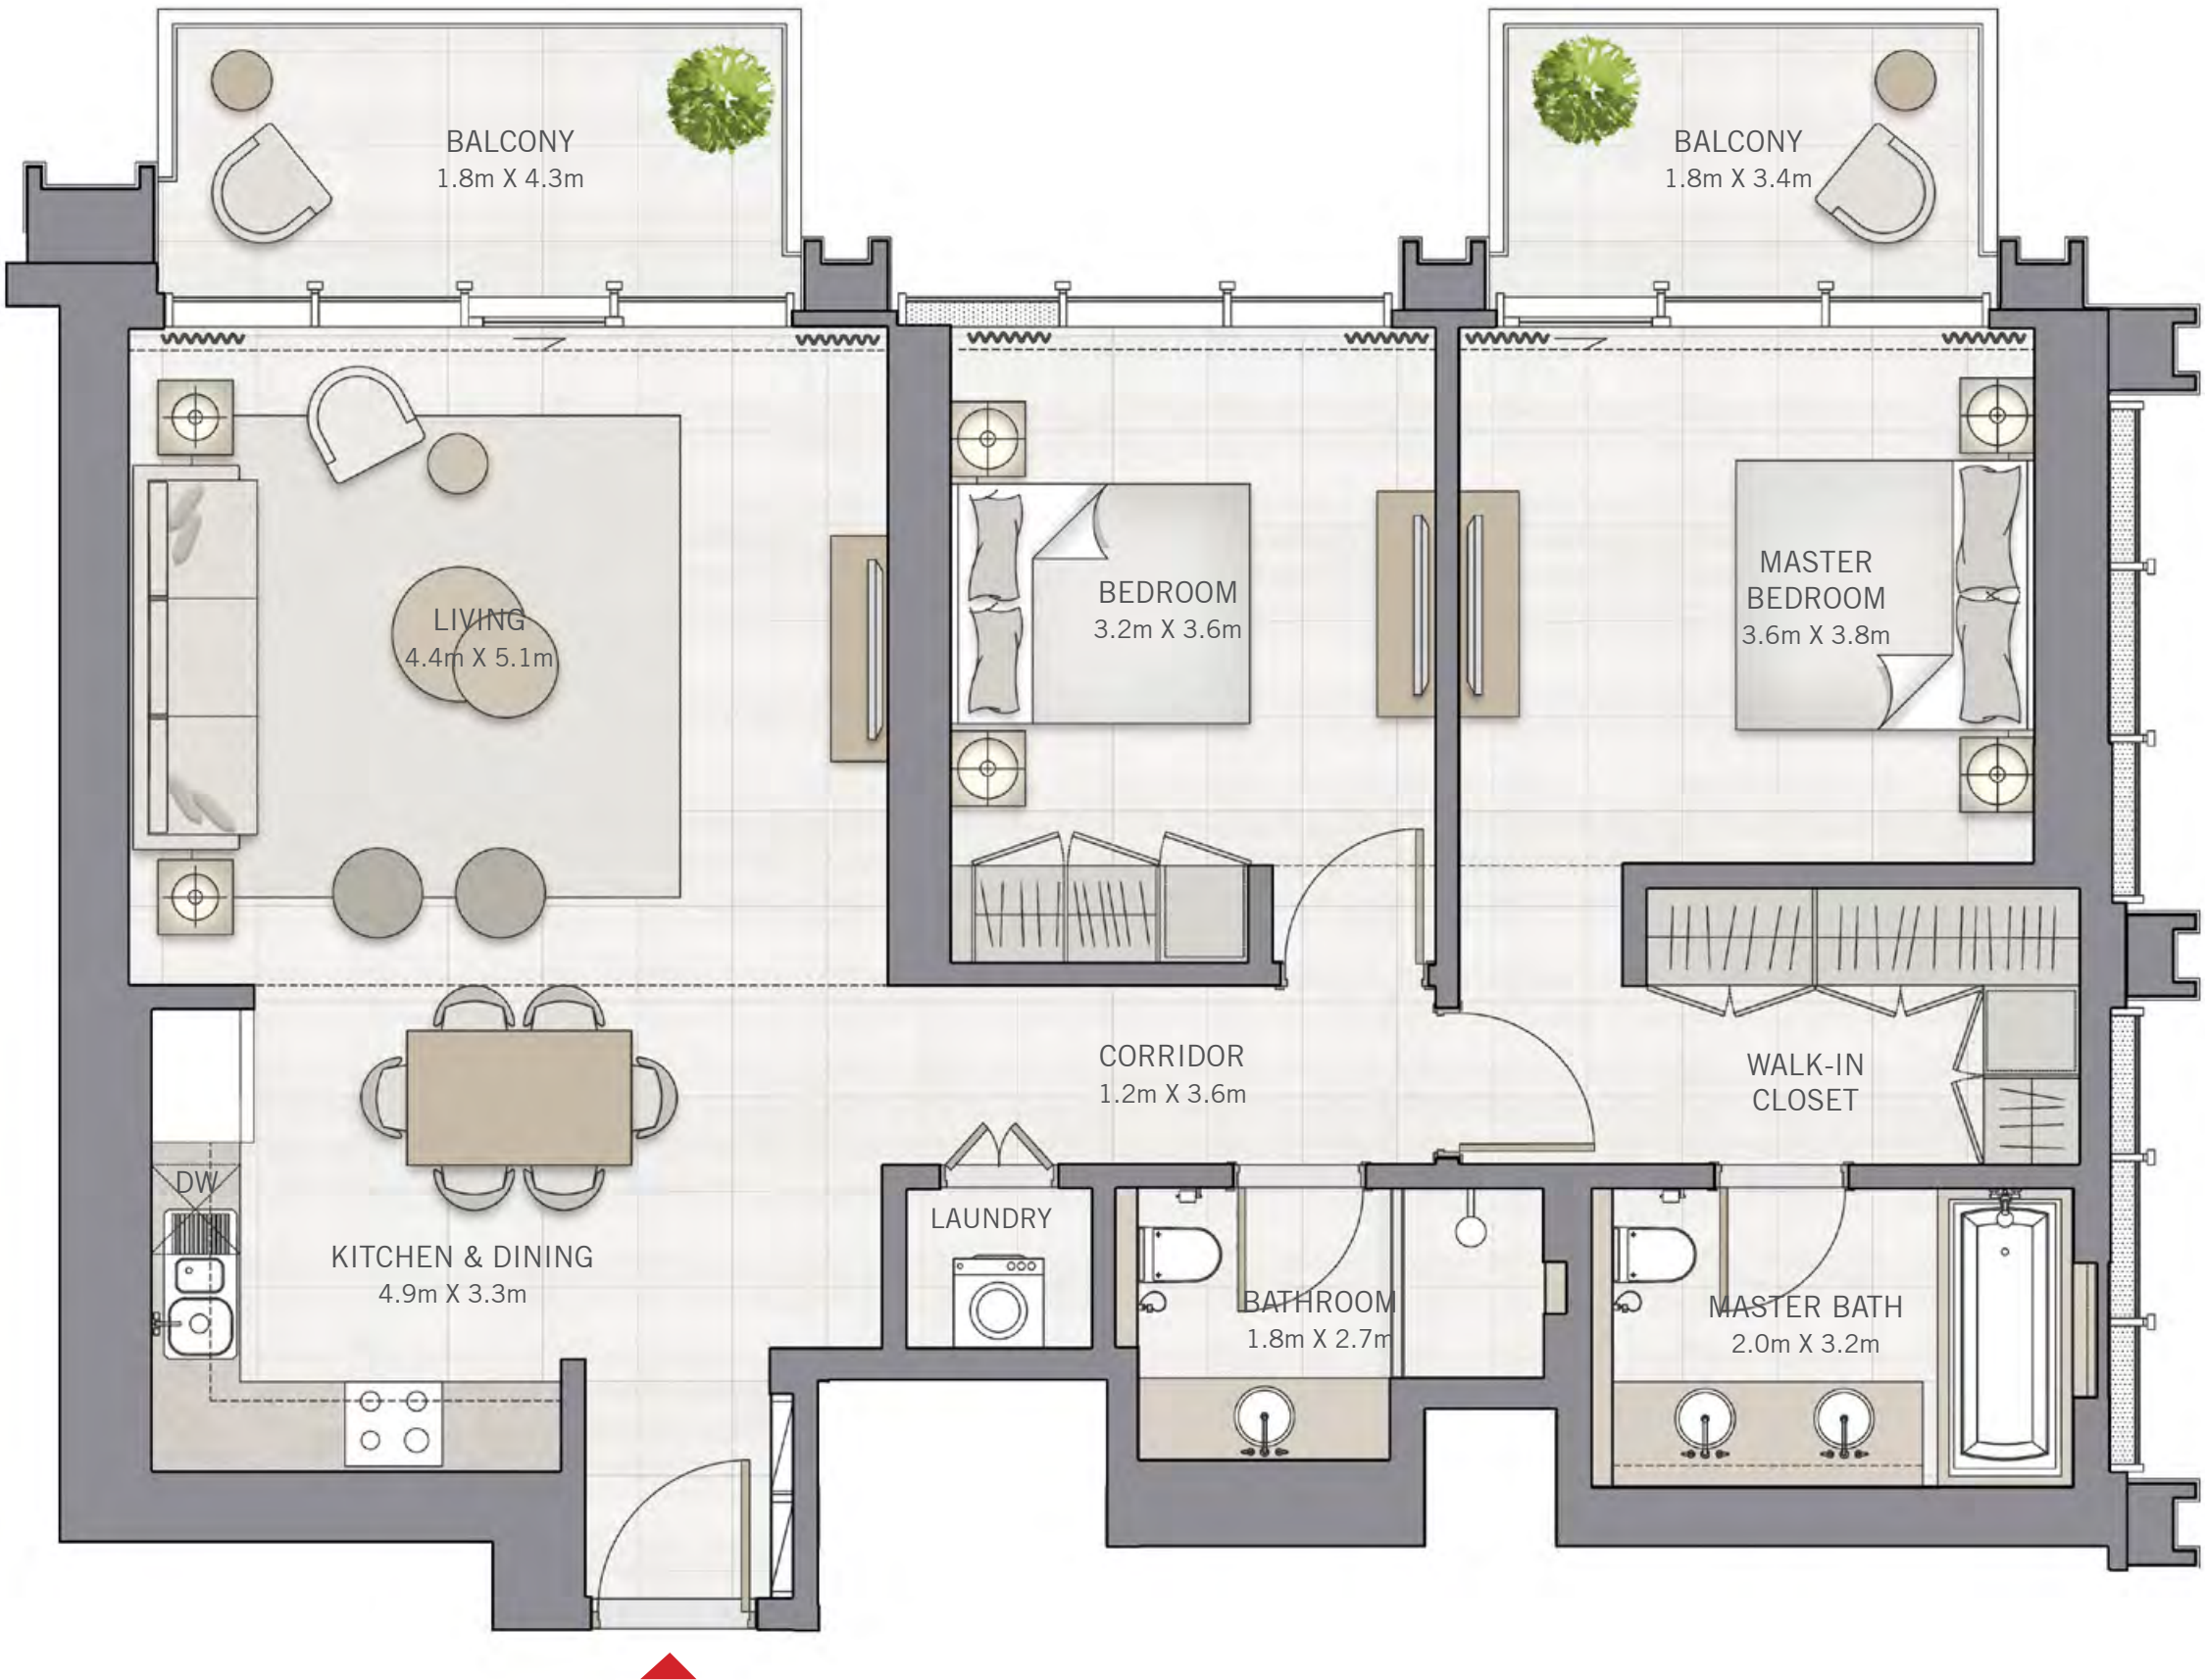 BALCONY
1.8m X 4.3m
BALCONY
1.8m X 3.4m
LIVING
4.4m X 5.1m
BEDROOM
3.2m X 3.6m
MASTER
BEDROOM
3.6m X 3.8m
CORRIDOR
1.2m X 3.6m
WALK-IN
CLOSET
DW
KITCHEN & DINING
4.9m X 3.3m
LAUNDRY
BATHROOM
1.8m X 2.7m
MASTER BATH
2.0m X 3.2m